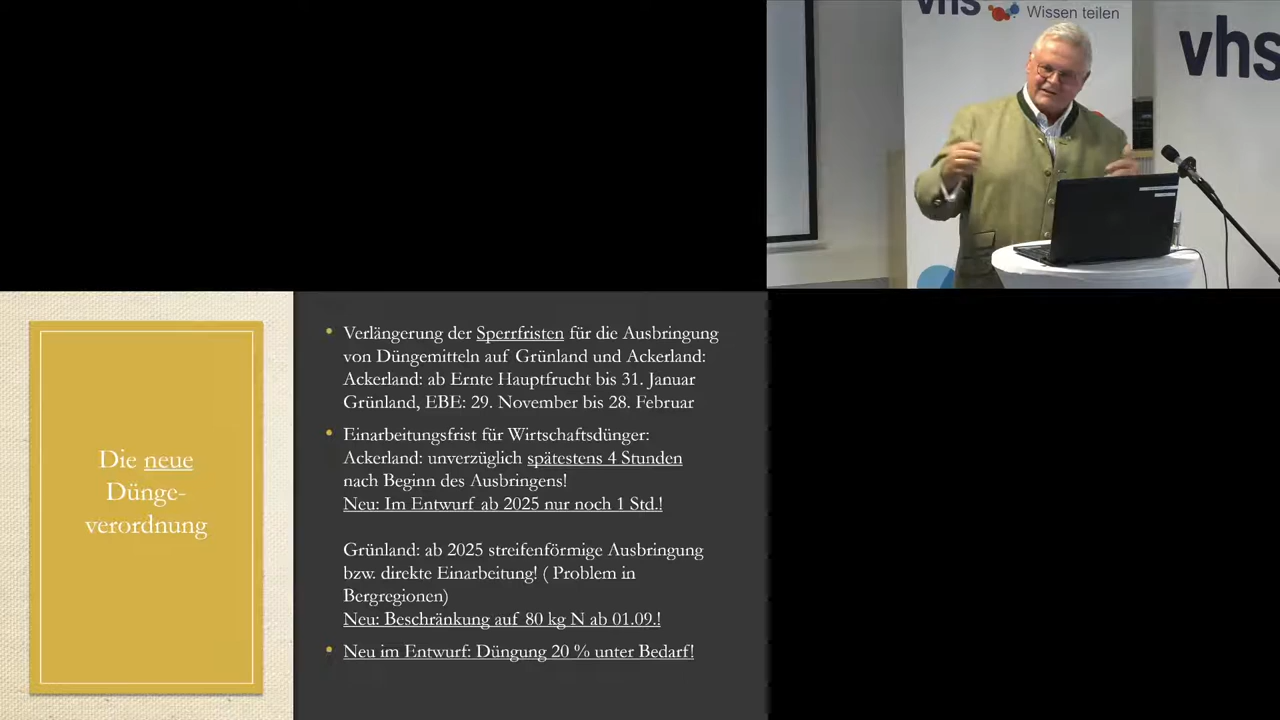 vhs Wissen teilen
vhs
Die neue
Dünge-
verordnung
Verlängerung der Sperrfristen für die Ausbringung
von Düngemitteln auf Grünland und Ackerland:
Ackerland: ab Ernte Hauptfrucht bis 31. Januar
Grünland, EBE: 29. November bis 28. Februar
Einarbeitungsfrist für Wirtschaftsdünger:
Ackerland: unverzüglich spätestens 4 Stunden
nach Beginn des Ausbringens!
Neu: Im Entwurf ab 2025 nur noch 1 Std.!
Grünland: ab 2025 streifenförmige Ausbringung
bzw. direkte Einarbeitung! ( Problem in
Bergregionen)
Neu: Beschränkung auf 80 kg N ab 01.09.!
Neu im Entwurf: Düngung 20 % unter Bedarf!